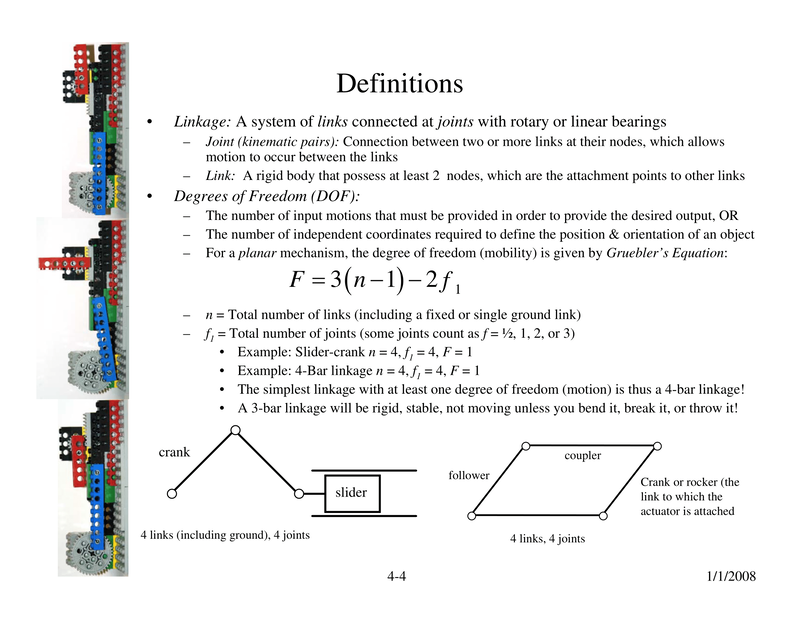 Definitions
• Linkage: A system of links connected at joints with rotary or linear bearings
– Joint (kinematic pairs): Connection between two or more links at their nodes, which allows
motion to occur between the links
– Link: A rigid body that possess at least 2 nodes, which are the attachment points to other links
• Degrees of Freedom (DOF):
– The number of input motions that must be provided in order to provide the desired output, OR
– The number of independent coordinates required to define the position & orientation of an object
– For a planar mechanism, the degree of freedom (mobility) is given by Gruebler's Equation:
F = 3(n − 1) − 2f₁
– n = Total number of links (including a fixed or single ground link)
– f₁ = Total number of joints (some joints count as f = ½, 1, 2, or 3)
• Example: Slider-crank n = 4, f₁ = 4, F = 1
• Example: 4-Bar linkage n = 4, f₁ = 4, F = 1
• The simplest linkage with at least one degree of freedom (motion) is thus a 4-bar linkage!
• A 3-bar linkage will be rigid, stable, not moving unless you bend it, break it, or throw it!
crank
slider
4 links (including ground), 4 joints
coupler
follower
Crank or rocker (the
link to which the
actuator is attached
4 links, 4 joints
4-4
1/1/2008